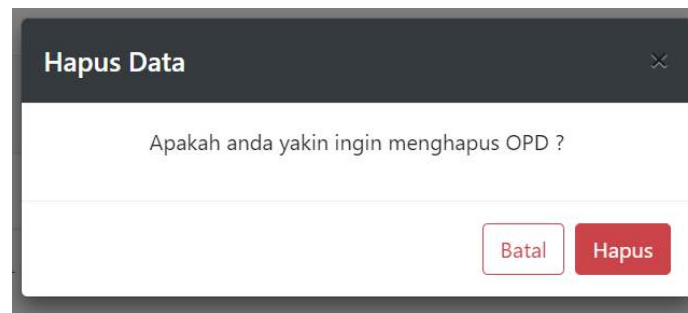 Hapus Data
×
Apakah anda yakin ingin menghapus OPD ?
Batal
Hapus